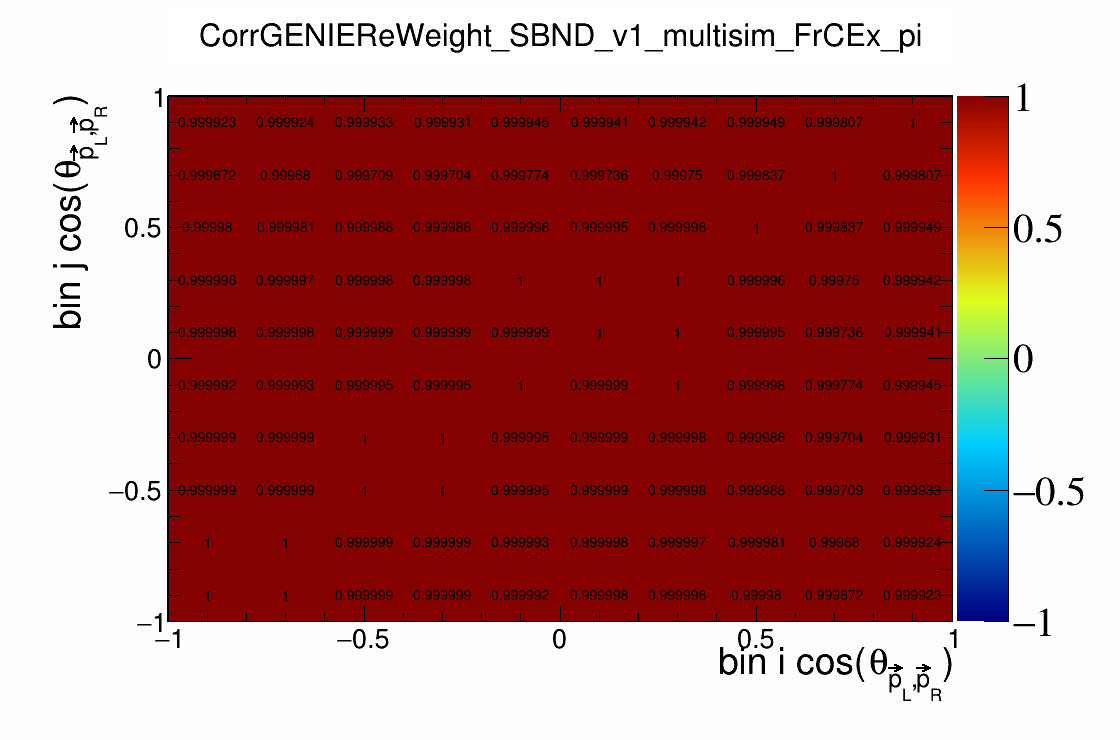 CorrGENIEReWeight_SBND_v1_multisim_FrCEx_pi
bin j cos(θ p⃗_L,p⃗_R)
1
0.5
0
−0.5
−1
0.999923 0.999924 0.999933 0.999931 0.999945 0.999941 0.999942 0.999949 0.999807 1
0.999672 0.99968 0.999709 0.999704 0.999774 0.999736 0.99975 0.999837 1 0.999807
0.99998 0.999981 0.999988 0.999986 0.999998 0.999995 0.999996 1 0.999837 0.999949
0.999996 0.999997 0.999998 0.999998 1 1 1 0.999996 0.99975 0.999942
0.999998 0.999998 0.999999 0.999999 0.999999 1 1 0.999995 0.999736 0.999941
0.999992 0.999993 0.999995 0.999995 1 0.999999 1 0.999998 0.999774 0.999945
0.999999 0.999999 1 1 0.999995 0.999999 0.999998 0.999986 0.999704 0.999931
0.999999 0.999999 1 1 0.999995 0.999999 0.999998 0.999988 0.999709 0.999933
1 1 0.999999 0.999999 0.999993 0.999998 0.999997 0.999981 0.99968 0.999924
1 1 0.999999 0.999999 0.999992 0.999998 0.999996 0.99998 0.999672 0.999923
−1 −0.5 0 0.5 1
bin i cos(θ p⃗_L,p⃗_R)
1
0.5
0
−0.5
−1